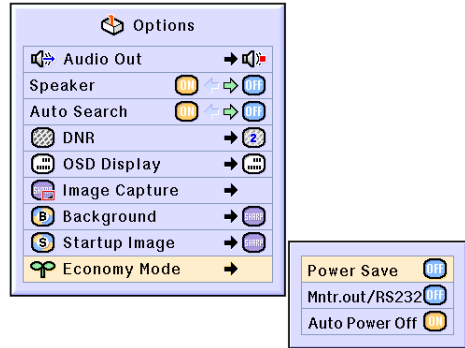 Options
Audio Out
Speaker ON OFF
Auto Search ON OFF
DNR 2
OSD Display
Image Capture
B Background SHARP
S Startup Image SHARP
Economy Mode
Power Save OFF
Mntr.out/RS232 OFF
Auto Power Off ON